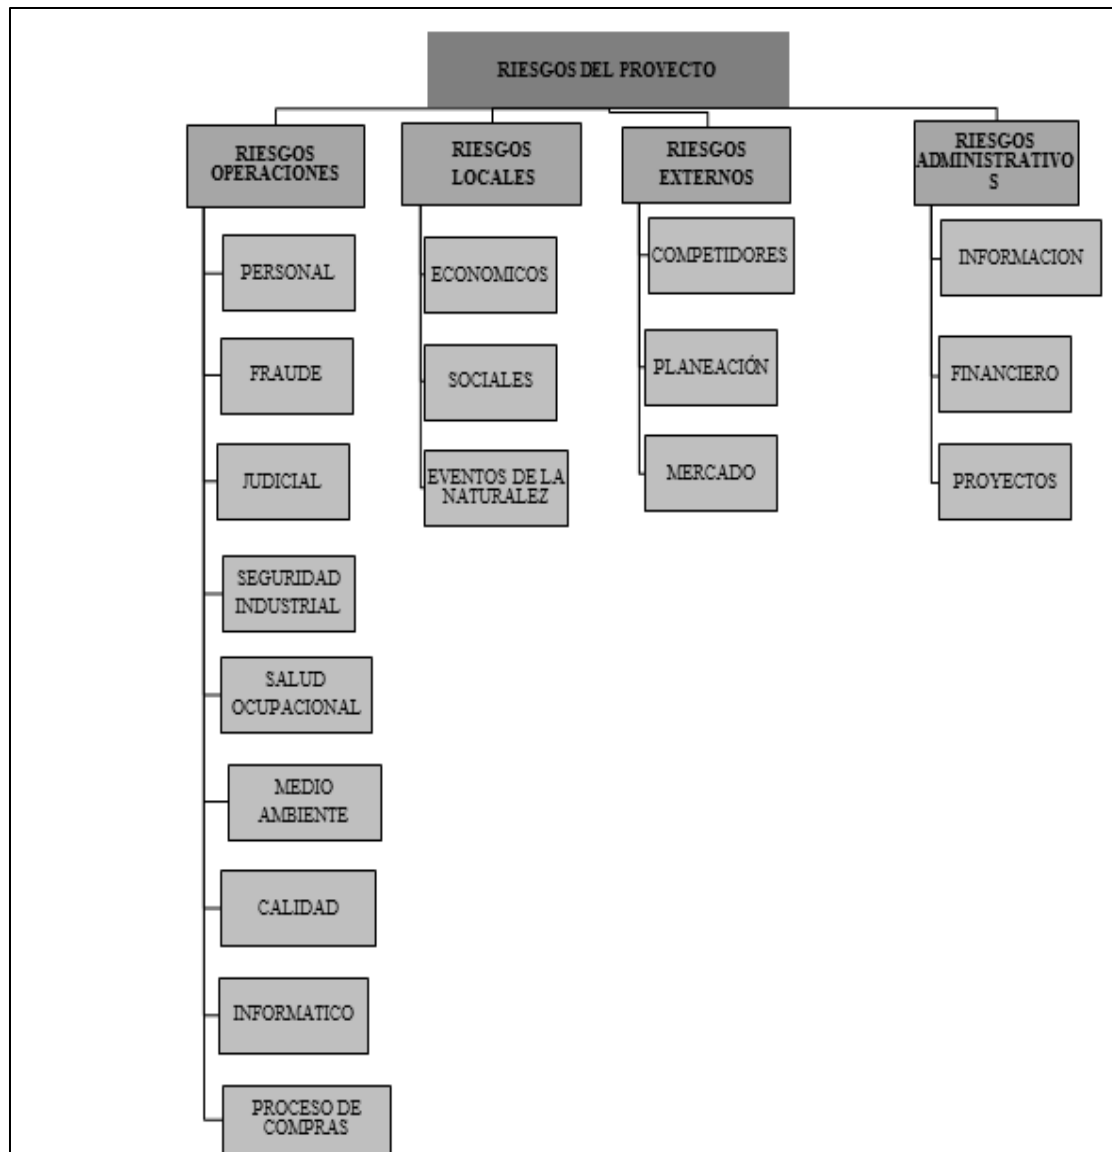 RIESGOS DEL PROYECTO
RIESGOS
OPERACIONES
PERSONAL
FRAUDE
JUDICIAL
SEGURIDAD
INDUSTRIAL
SALUD
OCUPACIONAL
MEDIO
AMBIENTE
CALIDAD
INFORMATICO
PROCESO DE
COMPRAS
RIESGOS
LOCALES
ECONOMICOS
SOCIALES
EVENTOS DE LA
NATURALEZ
RIESGOS
EXTERNOS
COMPETIDORES
PLANEACIÓN
MERCADO
RIESGOS
ADMINISTRATIVO
S
INFORMACION
FINANCIERO
PROYECTOS